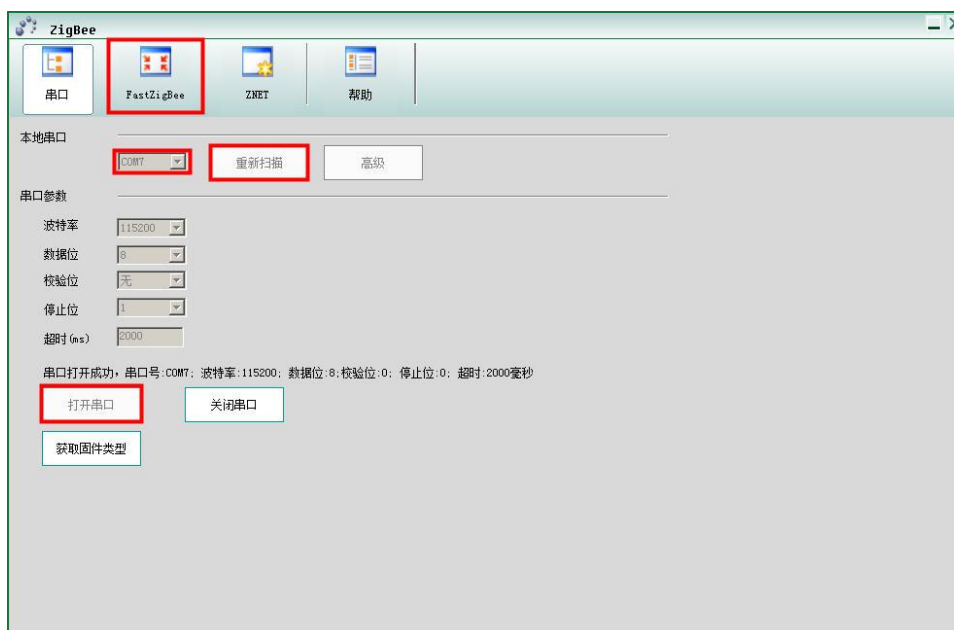 ZigBee
串口 FastZigBee ZNET 帮助
本地串口
COM7 重新扫描 高级
串口参数
波特率 115200
数据位 8
校验位 无
停止位 1
超时(ms) 2000
串口打开成功，串口号:COM7; 波特率:115200; 数据位:8;校验位:0; 停止位:0; 超时:2000毫秒
打开串口 关闭串口
获取固件类型